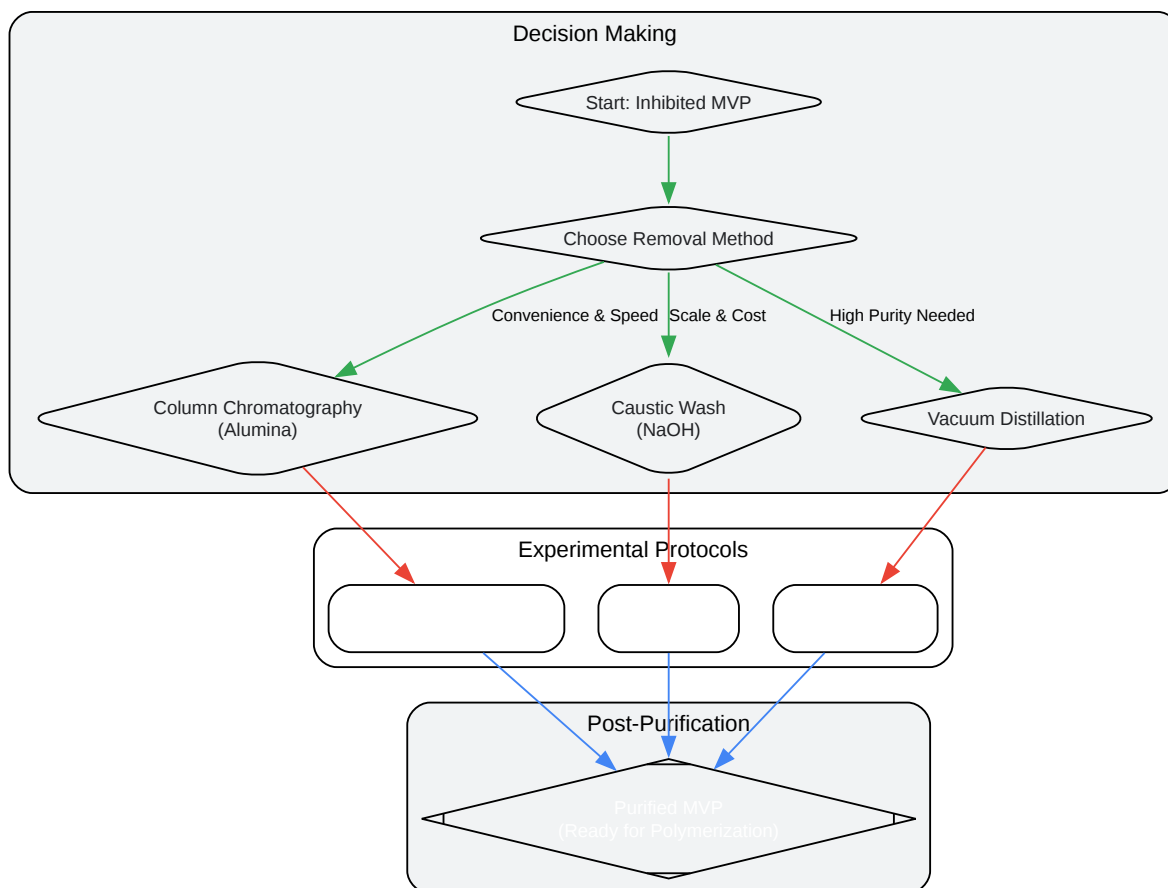 Decision Making
Start: Inhibited MVP
Choose Removal Method
Convenience & Speed
Scale & Cost
High Purity Needed
Column Chromatography
(Alumina)
Caustic Wash
(NaOH)
Vacuum Distillation
Experimental Protocols
Post-Purification
Purified MVP
(Ready for Polymerization)